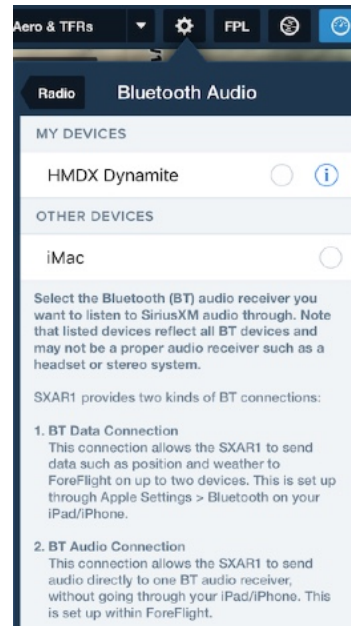 Aero & TFRs
FPL
Radio
Bluetooth Audio
MY DEVICES
HMDX Dynamite
OTHER DEVICES
iMac
Select the Bluetooth (BT) audio receiver you
want to listen to SiriusXM audio through. Note
that listed devices reflect all BT devices and
may not be a proper audio receiver such as a
headset or stereo system.
SXAR1 provides two kinds of BT connections:
1. BT Data Connection
This connection allows the SXAR1 to send
data such as position and weather to
ForeFlight on up to two devices. This is set up
through Apple Settings > Bluetooth on your
iPad/iPhone.
2. BT Audio Connection
This connection allows the SXAR1 to send
audio directly to one BT audio receiver,
without going through your iPad/iPhone. This
is set up within ForeFlight.